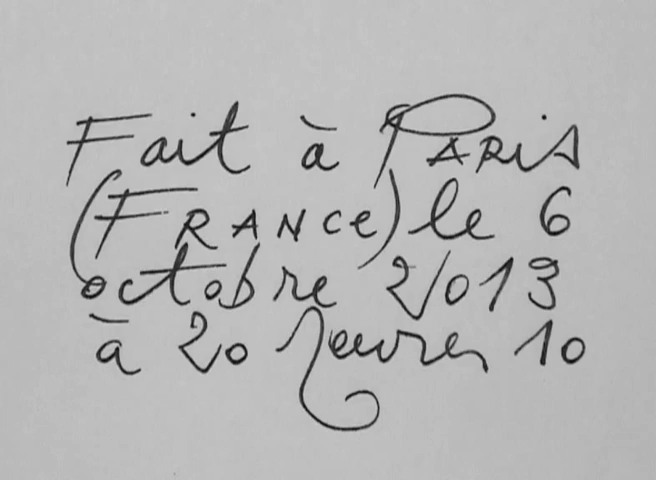 Fait à PARIS
(FRANCE) le 6
octobre 2013
à 20 heures 10